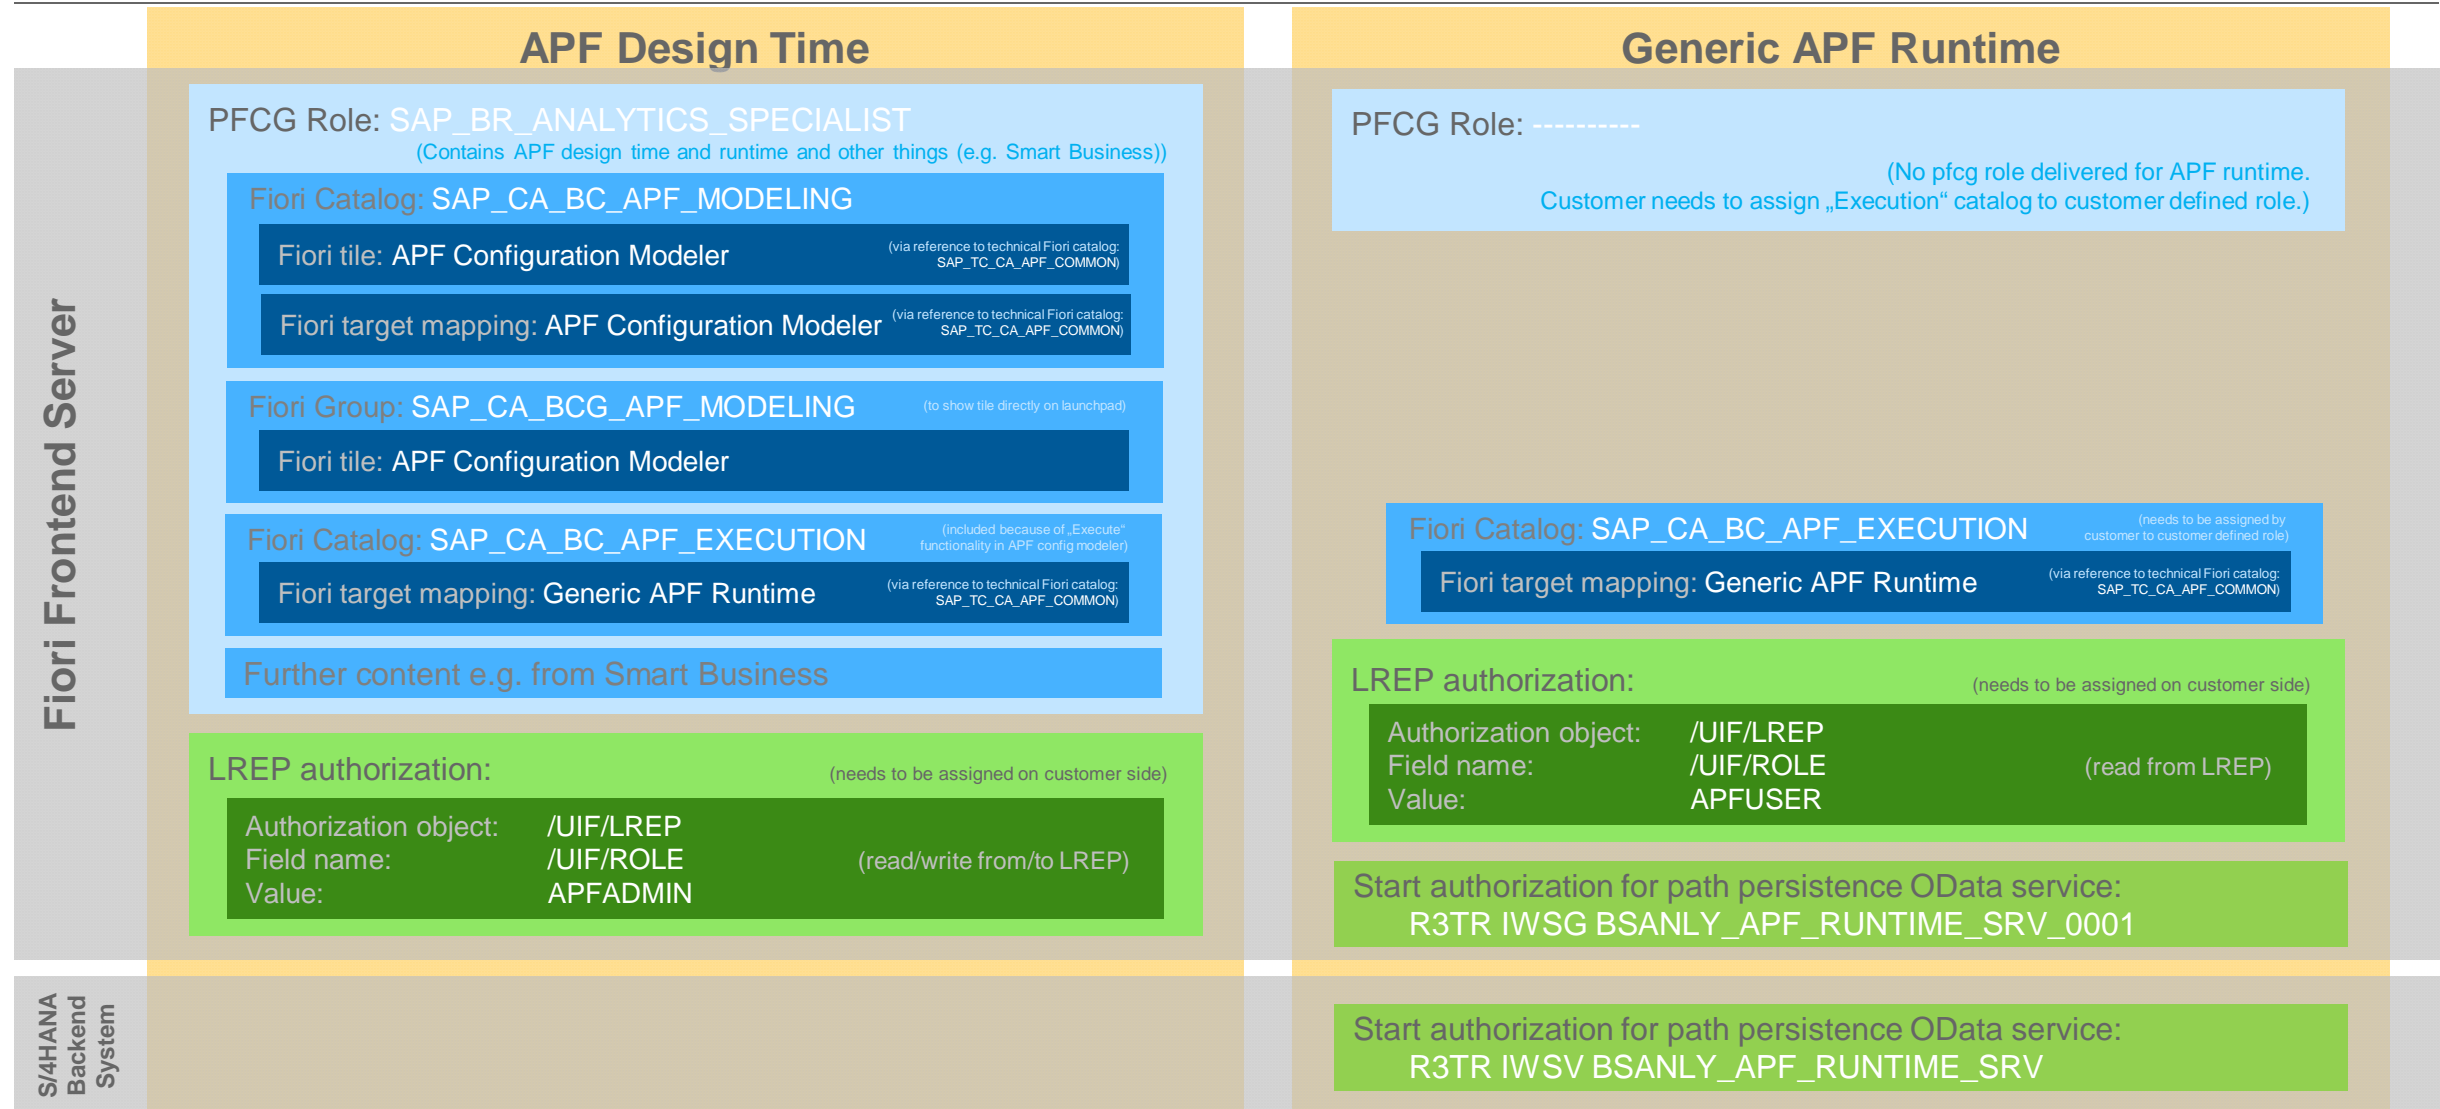 APF Design Time
Generic APF Runtime
Fiori Frontend Server
PFCG Role: SAP_BR_ANALYTICS_SPECIALIST
(Contains APF design time and runtime and other things (e.g. Smart Business))
Fiori Catalog: SAP_CA_BC_APF_MODELING
Fiori tile: APF Configuration Modeler
(via reference to technical Fiori catalog:
SAP_TC_CA_APF_COMMON)
Fiori target mapping: APF Configuration Modeler
(via reference to technical Fiori catalog:
SAP_TC_CA_APF_COMMON)
Fiori Group: SAP_CA_BCG_APF_MODELING
(to show tile directly on launchpad)
Fiori tile: APF Configuration Modeler
Fiori Catalog: SAP_CA_BC_APF_EXECUTION
(included because of „Execute“
functionality in APF config modeler)
Fiori target mapping: Generic APF Runtime
(via reference to technical Fiori catalog:
SAP_TC_CA_APF_COMMON)
Further content e.g. from Smart Business
LREP authorization:
(needs to be assigned on customer side)
Authorization object: /UIF/LREP
Field name: /UIF/ROLE
(read/write from/to LREP)
Value: APFADMIN
PFCG Role: ----------
(No pfcg role delivered for APF runtime.
Customer needs to assign „Execution“ catalog to customer defined role.)
Fiori Catalog: SAP_CA_BC_APF_EXECUTION
(needs to be assigned by
customer to customer defined role)
Fiori target mapping: Generic APF Runtime
(via reference to technical Fiori catalog:
SAP_TC_CA_APF_COMMON)
LREP authorization:
(needs to be assigned on customer side)
Authorization object: /UIF/LREP
Field name: /UIF/ROLE
(read from LREP)
Value: APFUSER
Start authorization for path persistence OData service:
R3TR IWSG BSANLY_APF_RUNTIME_SRV_0001
S/4HANA
Backend
System
Start authorization for path persistence OData service:
R3TR IWSV BSANLY_APF_RUNTIME_SRV